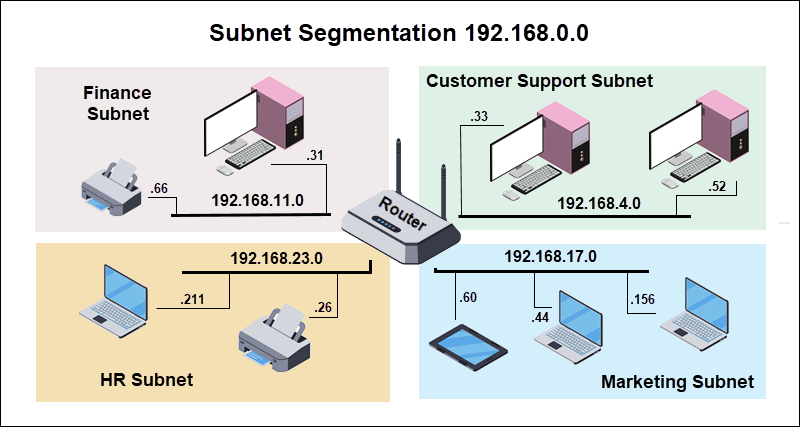 Subnet Segmentation 192.168.0.0
Finance
Subnet
.31
.66
192.168.11.0
Customer Support Subnet
.33
.52
192.168.4.0
Router
192.168.23.0
.211
.26
HR Subnet
192.168.17.0
.60
.44
.156
Marketing Subnet